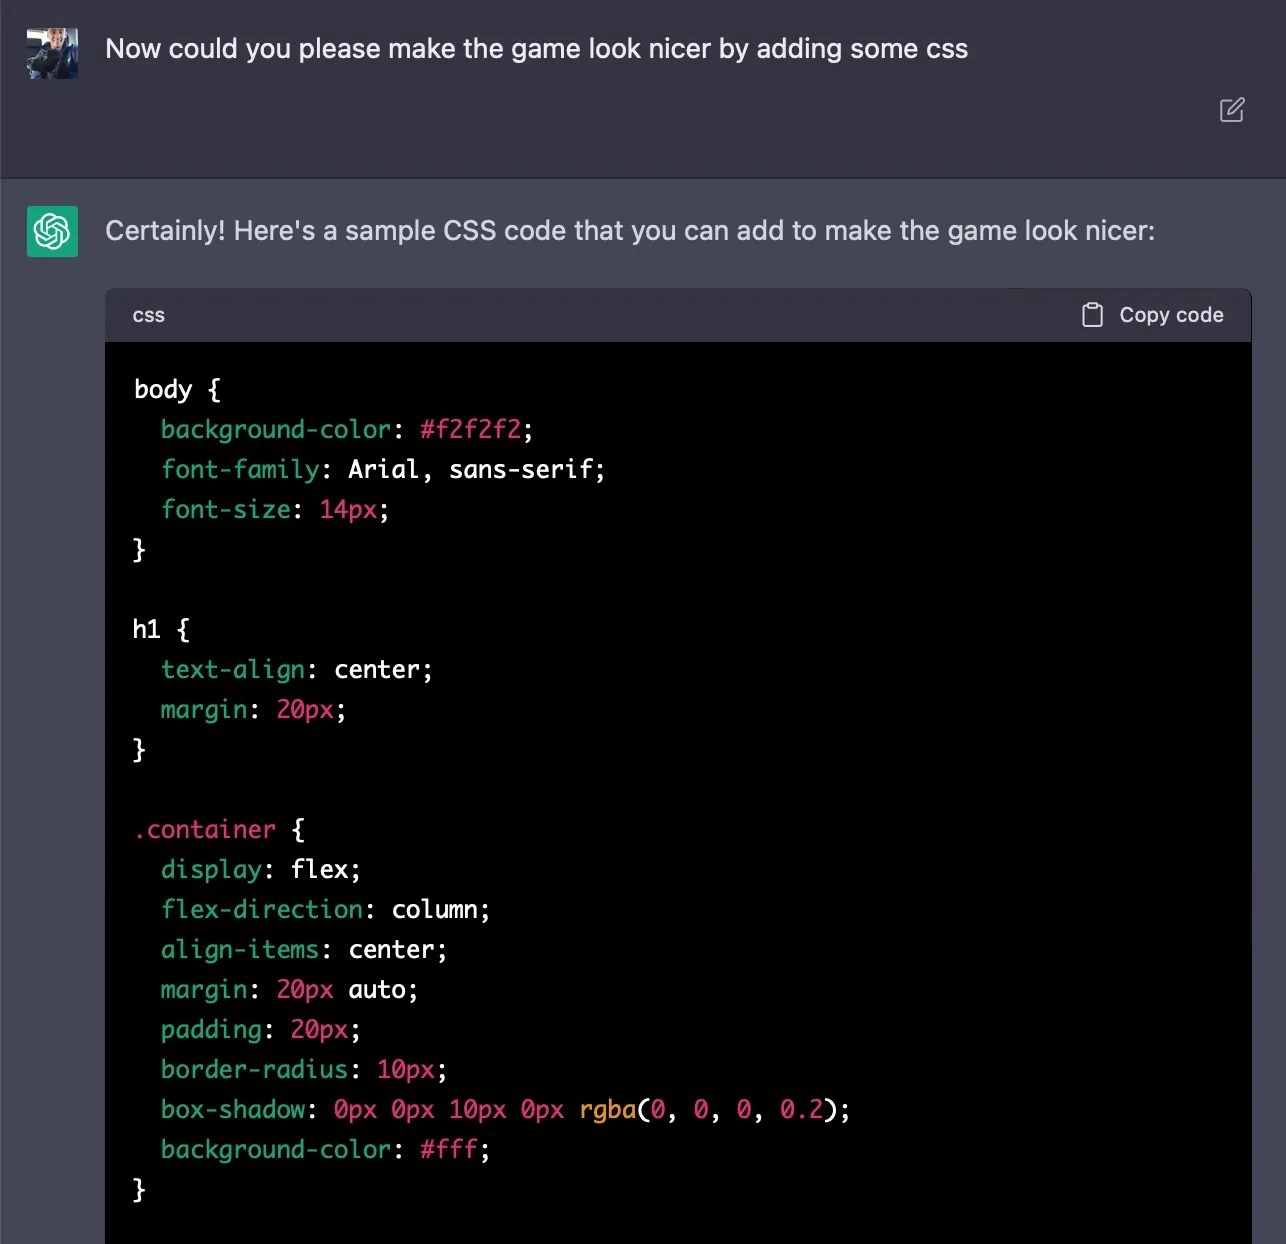 Now could you please make the game look nicer by adding some css
Certainly! Here's a sample CSS code that you can add to make the game look nicer:
css
Copy code
body {
  background-color: #f2f2f2;
  font-family: Arial, sans-serif;
  font-size: 14px;
}

h1 {
  text-align: center;
  margin: 20px;
}

.container {
  display: flex;
  flex-direction: column;
  align-items: center;
  margin: 20px auto;
  padding: 20px;
  border-radius: 10px;
  box-shadow: 0px 0px 10px 0px rgba(0, 0, 0, 0.2);
  background-color: #fff;
}